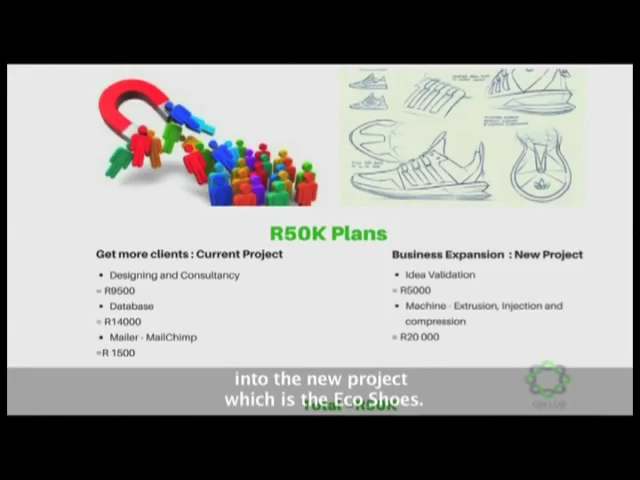 R50K Plans
Get more clients : Current Project
• Designing and Consultancy
= R9500
• Database
= R14000
• Mailer - MailChimp
=R 1500
Business Expansion : New Project
• Idea Validation
= R5000
• Machine - Extrusion, Injection and
compression
= R20 000
Total = R50K
into the new project
which is the Eco Shoes.